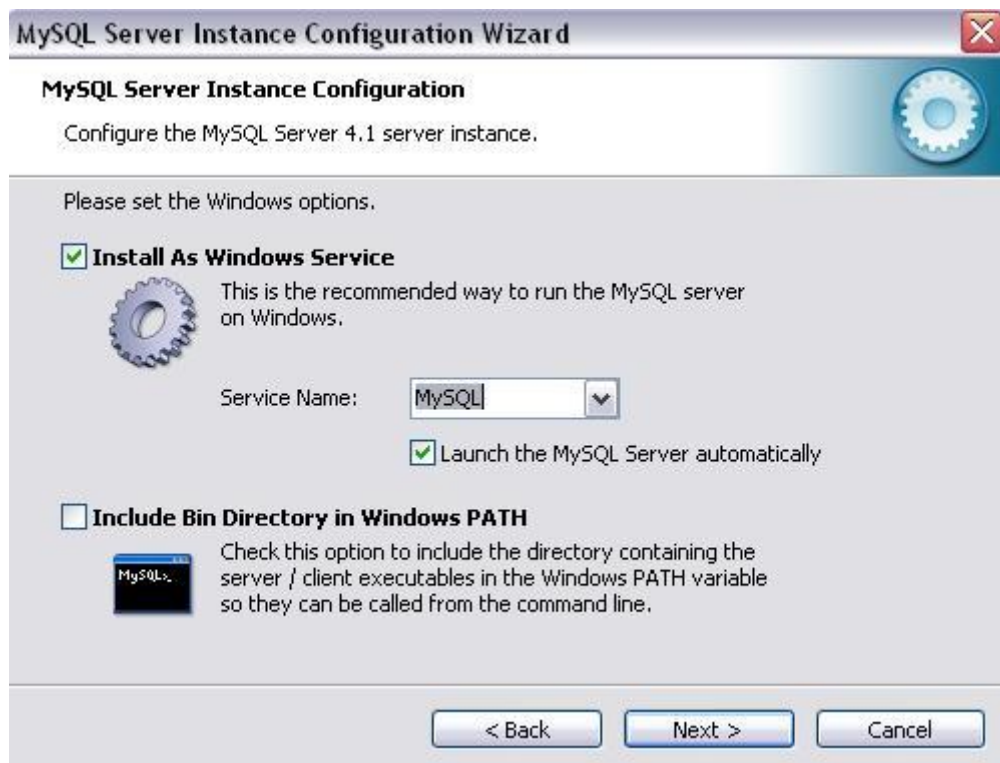 MySQL Server Instance Configuration Wizard
MySQL Server Instance Configuration
Configure the MySQL Server 4.1 server instance.
Please set the Windows options.
Install As Windows Service
This is the recommended way to run the MySQL server
on Windows.
Service Name: MySQL
Launch the MySQL Server automatically
Include Bin Directory in Windows PATH
Check this option to include the directory containing the
server / client executables in the Windows PATH variable
so they can be called from the command line.
MySQL>_
< Back Next > Cancel